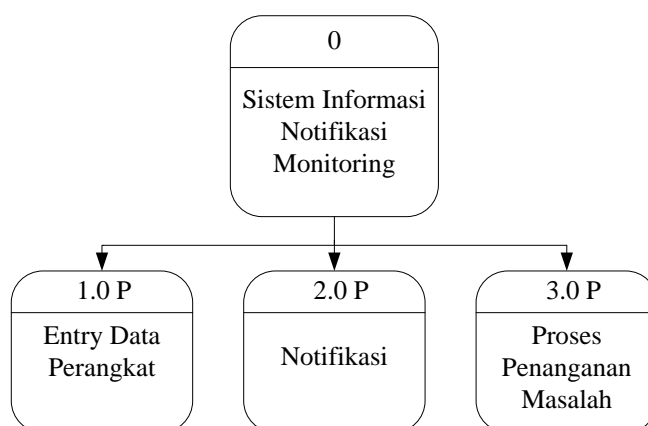 0
Sistem Informasi
Notifikasi
Monitoring
1.0 P
Entry Data
Perangkat
2.0 P
Notifikasi
3.0 P
Proses
Penanganan
Masalah